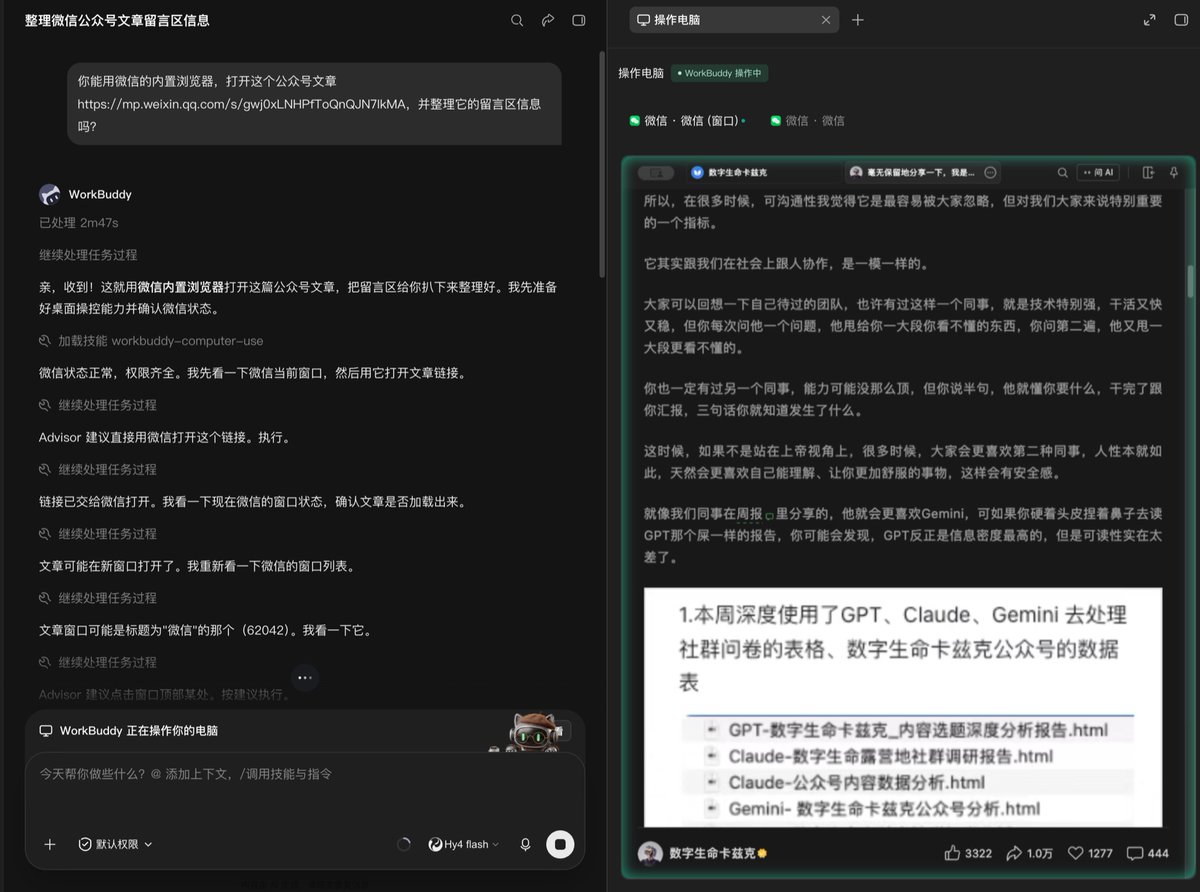 整理微信公众号文章留言区信息
你能用微信的内置浏览器，打开这个公众号文章
https://mp.weixin.qq.com/s/gwj0xLNHPfToQnQJN7lkMA，并整理它的留言区信息
吗？
WorkBuddy
已处理 2m47s
继续处理任务过程
亲，收到！这就用微信内置浏览器打开这篇公众号文章，把留言区给你扒下来整理好。我先准备
好桌面操控能力并确认微信状态。
加载技能 workbuddy-computer-use
微信状态正常，权限齐全。我先看一下微信当前窗口，然后用它打开文章链接。
继续处理任务过程
Advisor 建议直接用微信打开这个链接。执行。
继续处理任务过程
链接已交给微信打开。我看一下现在微信的窗口状态，确认文章是否加载出来。
继续处理任务过程
文章可能在新窗口打开了。我重新看一下微信的窗口列表。
继续处理任务过程
文章窗口可能是标题为"微信"的那个（62042）。我看一下它。
继续处理任务过程
Advisor 建议点击窗口顶部某处。按建议执行。
WorkBuddy 正在操作你的电脑
今天帮你做些什么？@ 添加上下文，/调用技能与指令
默认权限
Hy4 flash
操作电脑
操作电脑
WorkBuddy 操作中
微信 · 微信 (窗口)
微信 · 微信
数字生命卡兹克
毫无保留地分享一下，我是...
问 AI
所以，在很多时候，可沟通性我觉得它是最容易被大家忽略，但对我们大家来说特别重要
的一个指标。
它其实跟我们在社会上跟人协作，是一模一样的。
大家可以回想一下自己待过的团队，也许有过这样一个同事，就是技术特别强，干活又快
又稳，但你每次问他一个问题，他甩给你一大段你看不懂的东西，你问第二遍，他又甩一
大段更看不懂的。
你也一定有过另一个同事，能力可能没那么顶，但你说半句，他就懂你要什么，干完了跟
你汇报，三句话你就知道发生了什么。
这时候，如果不是站在上帝视角上，很多时候，大家会更喜欢第二种同事，人性本就如
此，天然会更喜欢自己能理解、让你更加舒服的事物，这样会有安全感。
就像我们同事在周报里分享的，他就会更喜欢Gemini，可如果你硬着头皮捏着鼻子去读
GPT那个屎一样的报告，你可能会发现，GPT反正是信息密度最高的，但是可读性实在太
差了。
1.本周深度使用了GPT、Claude、Gemini 去处理
社群问卷的表格、数字生命卡兹克公众号的数据
表
GPT-数字生命卡兹克_内容选题深度分析报告.html
Claude-数字生命露营地社群调研报告.html
Claude-公众号内容数据分析.html
Gemini- 数字生命卡兹克公众号分析.html
数字生命卡兹克
3322
1.0万
1277
444